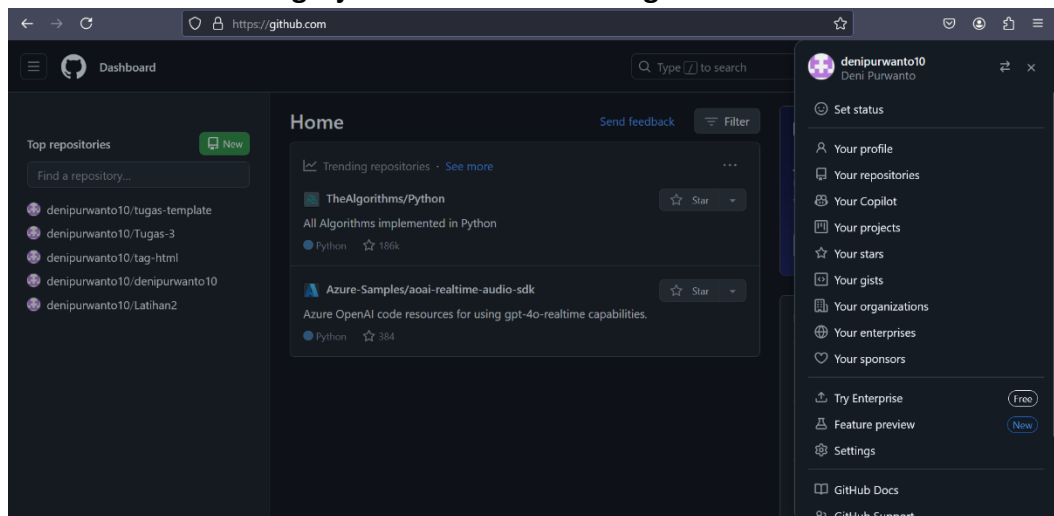 https://github.com
Dashboard
Type / to search
Top repositories
New
Find a repository...
denipurwanto10/tugas-template
denipurwanto10/Tugas-3
denipurwanto10/tag-html
denipurwanto10/denipurwanto10
denipurwanto10/Latihan2
Home
Send feedback
Filter
Trending repositories · See more
TheAlgorithms/Python
Star
All Algorithms implemented in Python
Python 186k
Azure-Samples/aoai-realtime-audio-sdk
Star
Azure OpenAI code resources for using gpt-4o-realtime capabilities.
Python 384
denipurwanto10
Deni Purwanto
Set status
Your profile
Your repositories
Your Copilot
Your projects
Your stars
Your gists
Your organizations
Your enterprises
Your sponsors
Try Enterprise Free
Feature preview New
Settings
GitHub Docs
GitHub Support